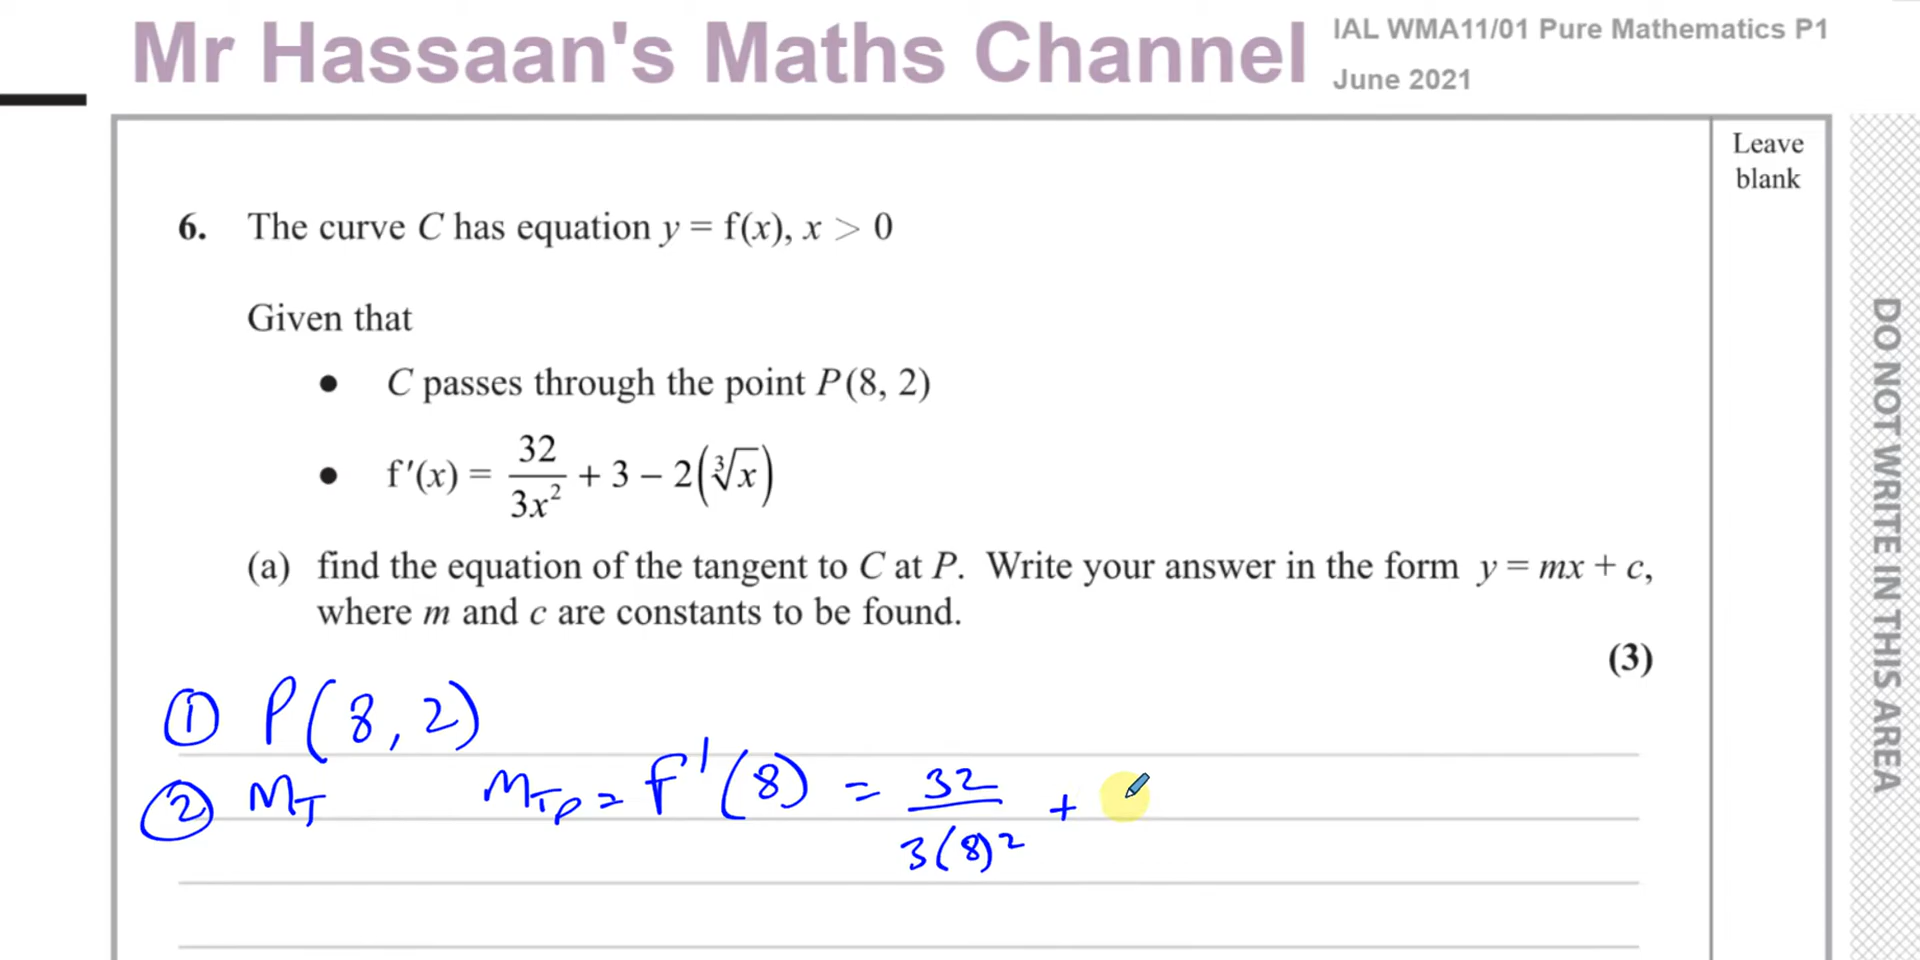 Mr Hassaan's Maths Channel
IAL WMA11/01 Pure Mathematics P1
June 2021
Leave
blank
6. The curve C has equation y = f(x), x > 0
Given that
● C passes through the point P(8, 2)
● f′(x) = 32/(3x²) + 3 − 2(∛x)
(a) find the equation of the tangent to C at P. Write your answer in the form y = mx + c,
where m and c are constants to be found.
(3)
① P(8, 2)
② M_T M_{T_P} = f'(8) = 32/(3(8)²) +
DO NOT WRITE IN THIS AREA